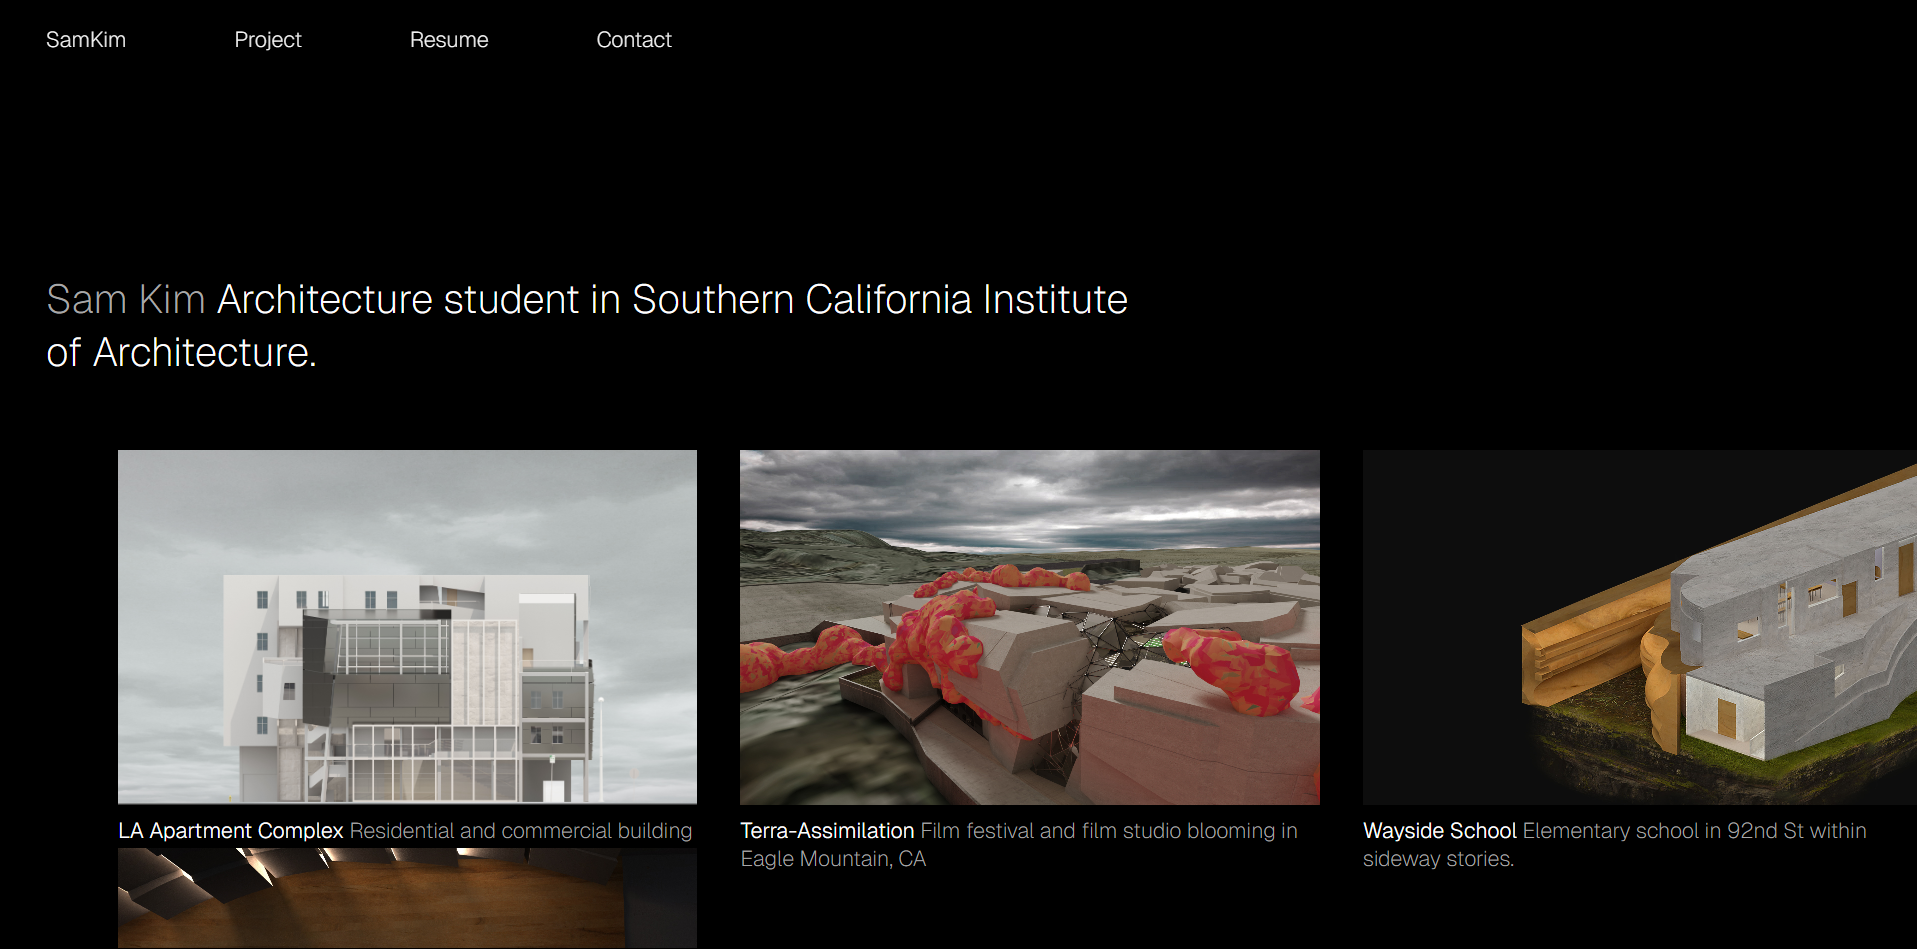 SamKim Project Resume Contact
Sam Kim Architecture student in Southern California Institute
of Architecture.
LA Apartment Complex Residential and commercial building
Terra-Assimilation Film festival and film studio blooming in
Eagle Mountain, CA
Wayside School Elementary school in 92nd St within
sideway stories.